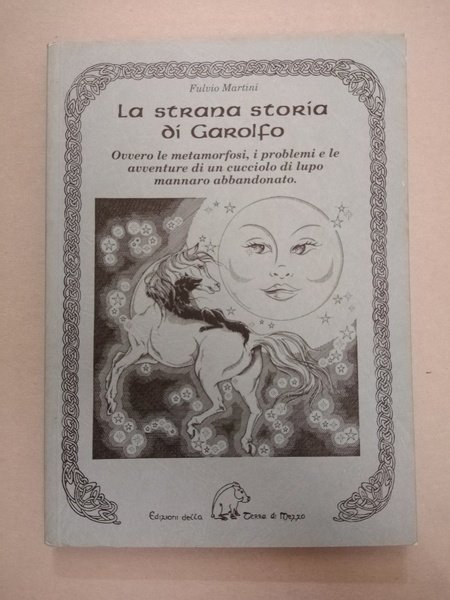 Fulvio Martini
La strana storia
di Garolfo
Ovvero le metamorfosi, i problemi e le
avventure di un cucciolo di lupo
mannaro abbandonato.
Edizioni della Terra di Mezzo